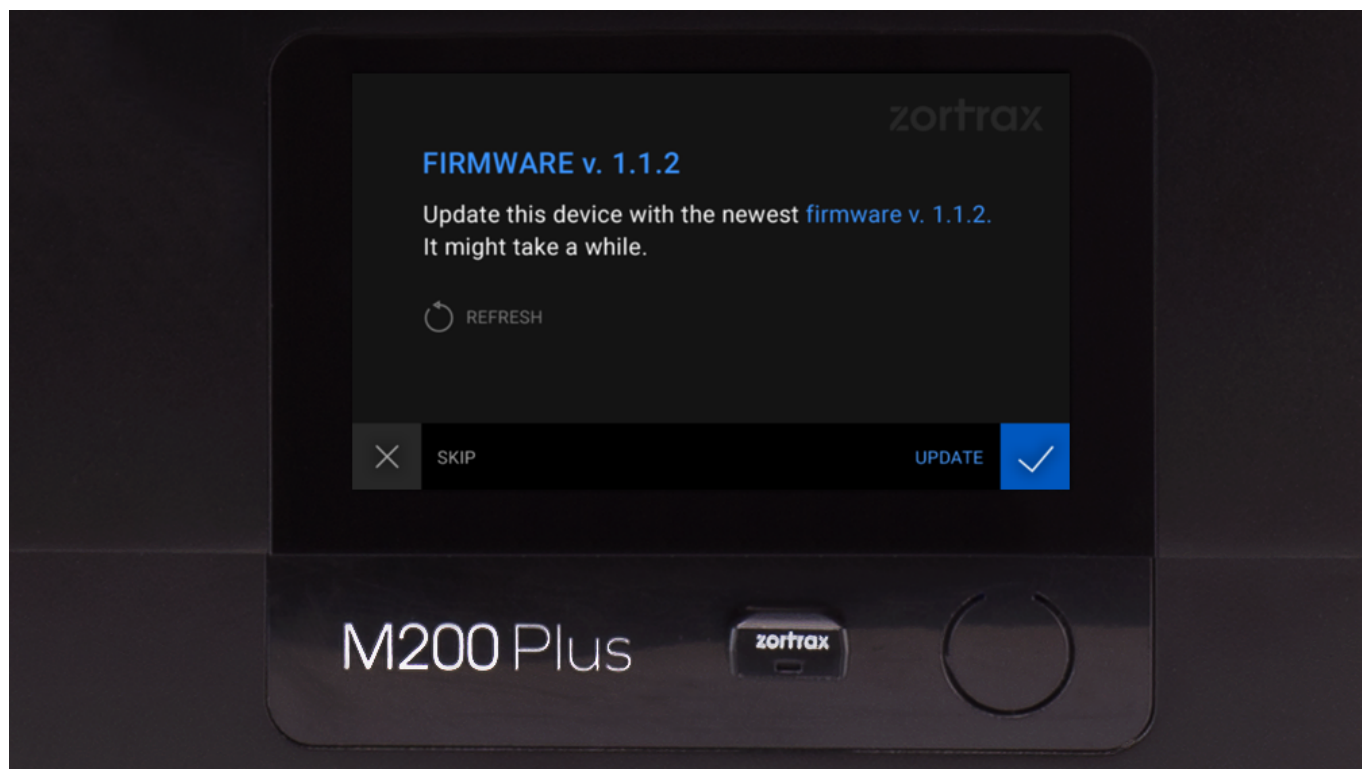 zortrax
FIRMWARE v. 1.1.2
Update this device with the newest firmware v. 1.1.2.
It might take a while.
REFRESH
SKIP
UPDATE
M200 Plus
zortrax